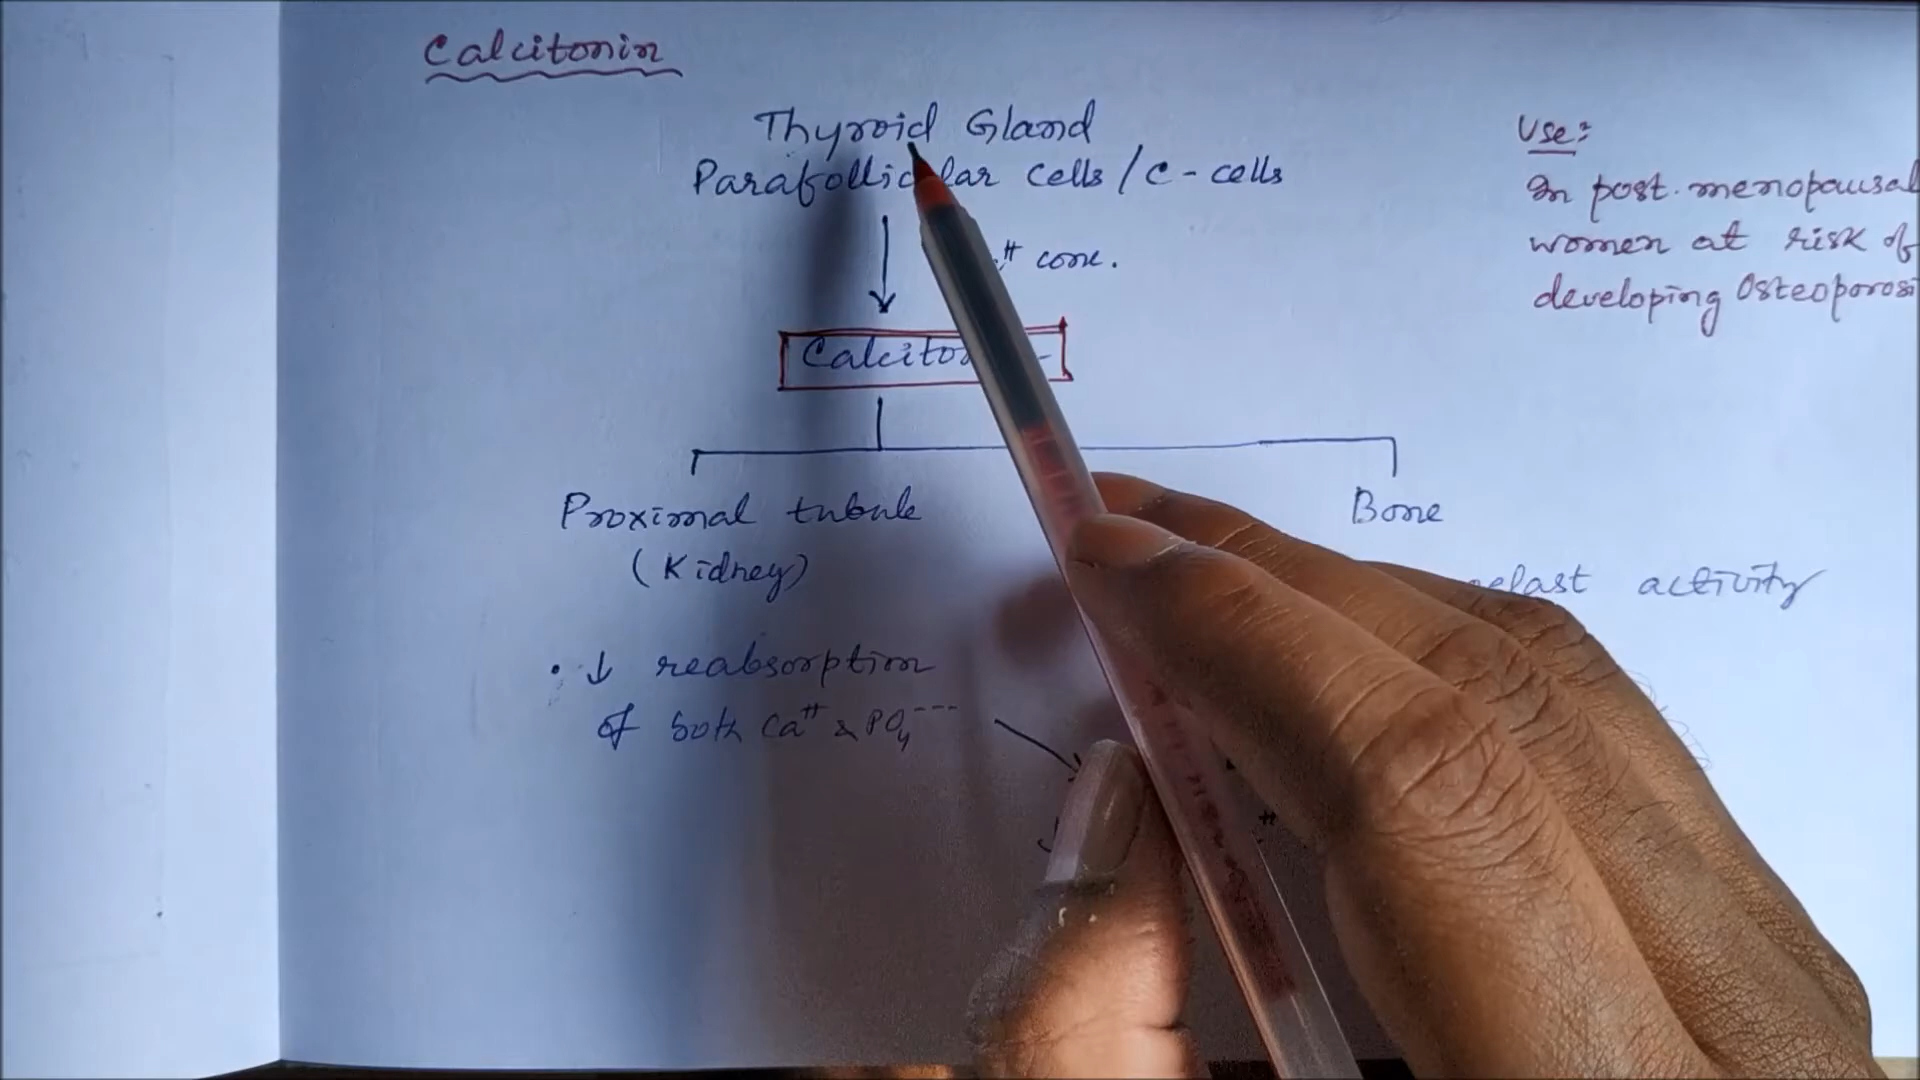 Calcitonin
Thyroid Gland
Parafollicular cells / C - cells
conc.
Proximal tubule
(Kidney)
• ↓ reabsorption
of both Ca⁺⁺ & PO₄⁻⁻⁻
Bone
activity
Use:
In post. menopausal
women at risk of
developing